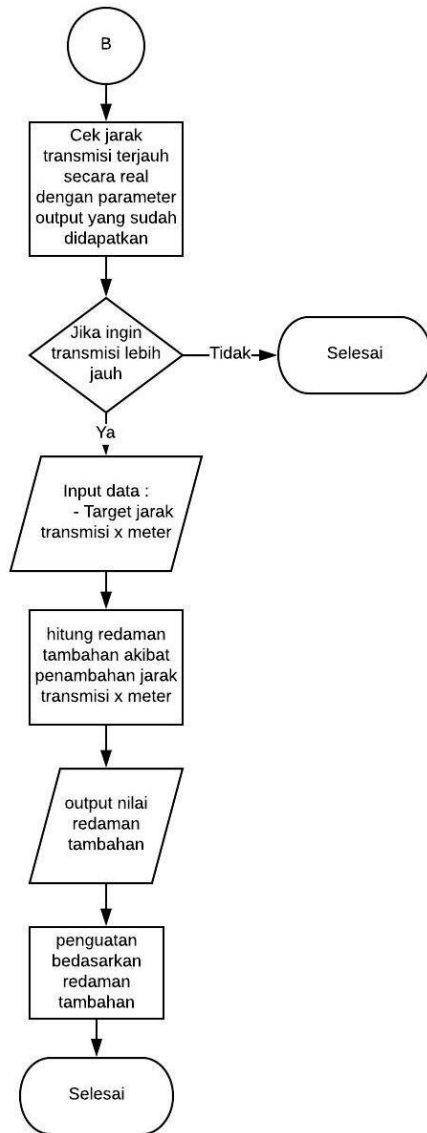 B
Cek jarak
transmisi terjauh
secara real
dengan parameter
output yang sudah
didapatkan
Jika ingin
transmisi lebih
jauh
Tidak
Selesai
Ya
Input data :
- Target jarak
transmisi x meter
hitung redaman
tambahan akibat
penambahan jarak
transmisi x meter
output nilai
redaman
tambahan
penguatan
bedasarkan
redaman
tambahan
Selesai